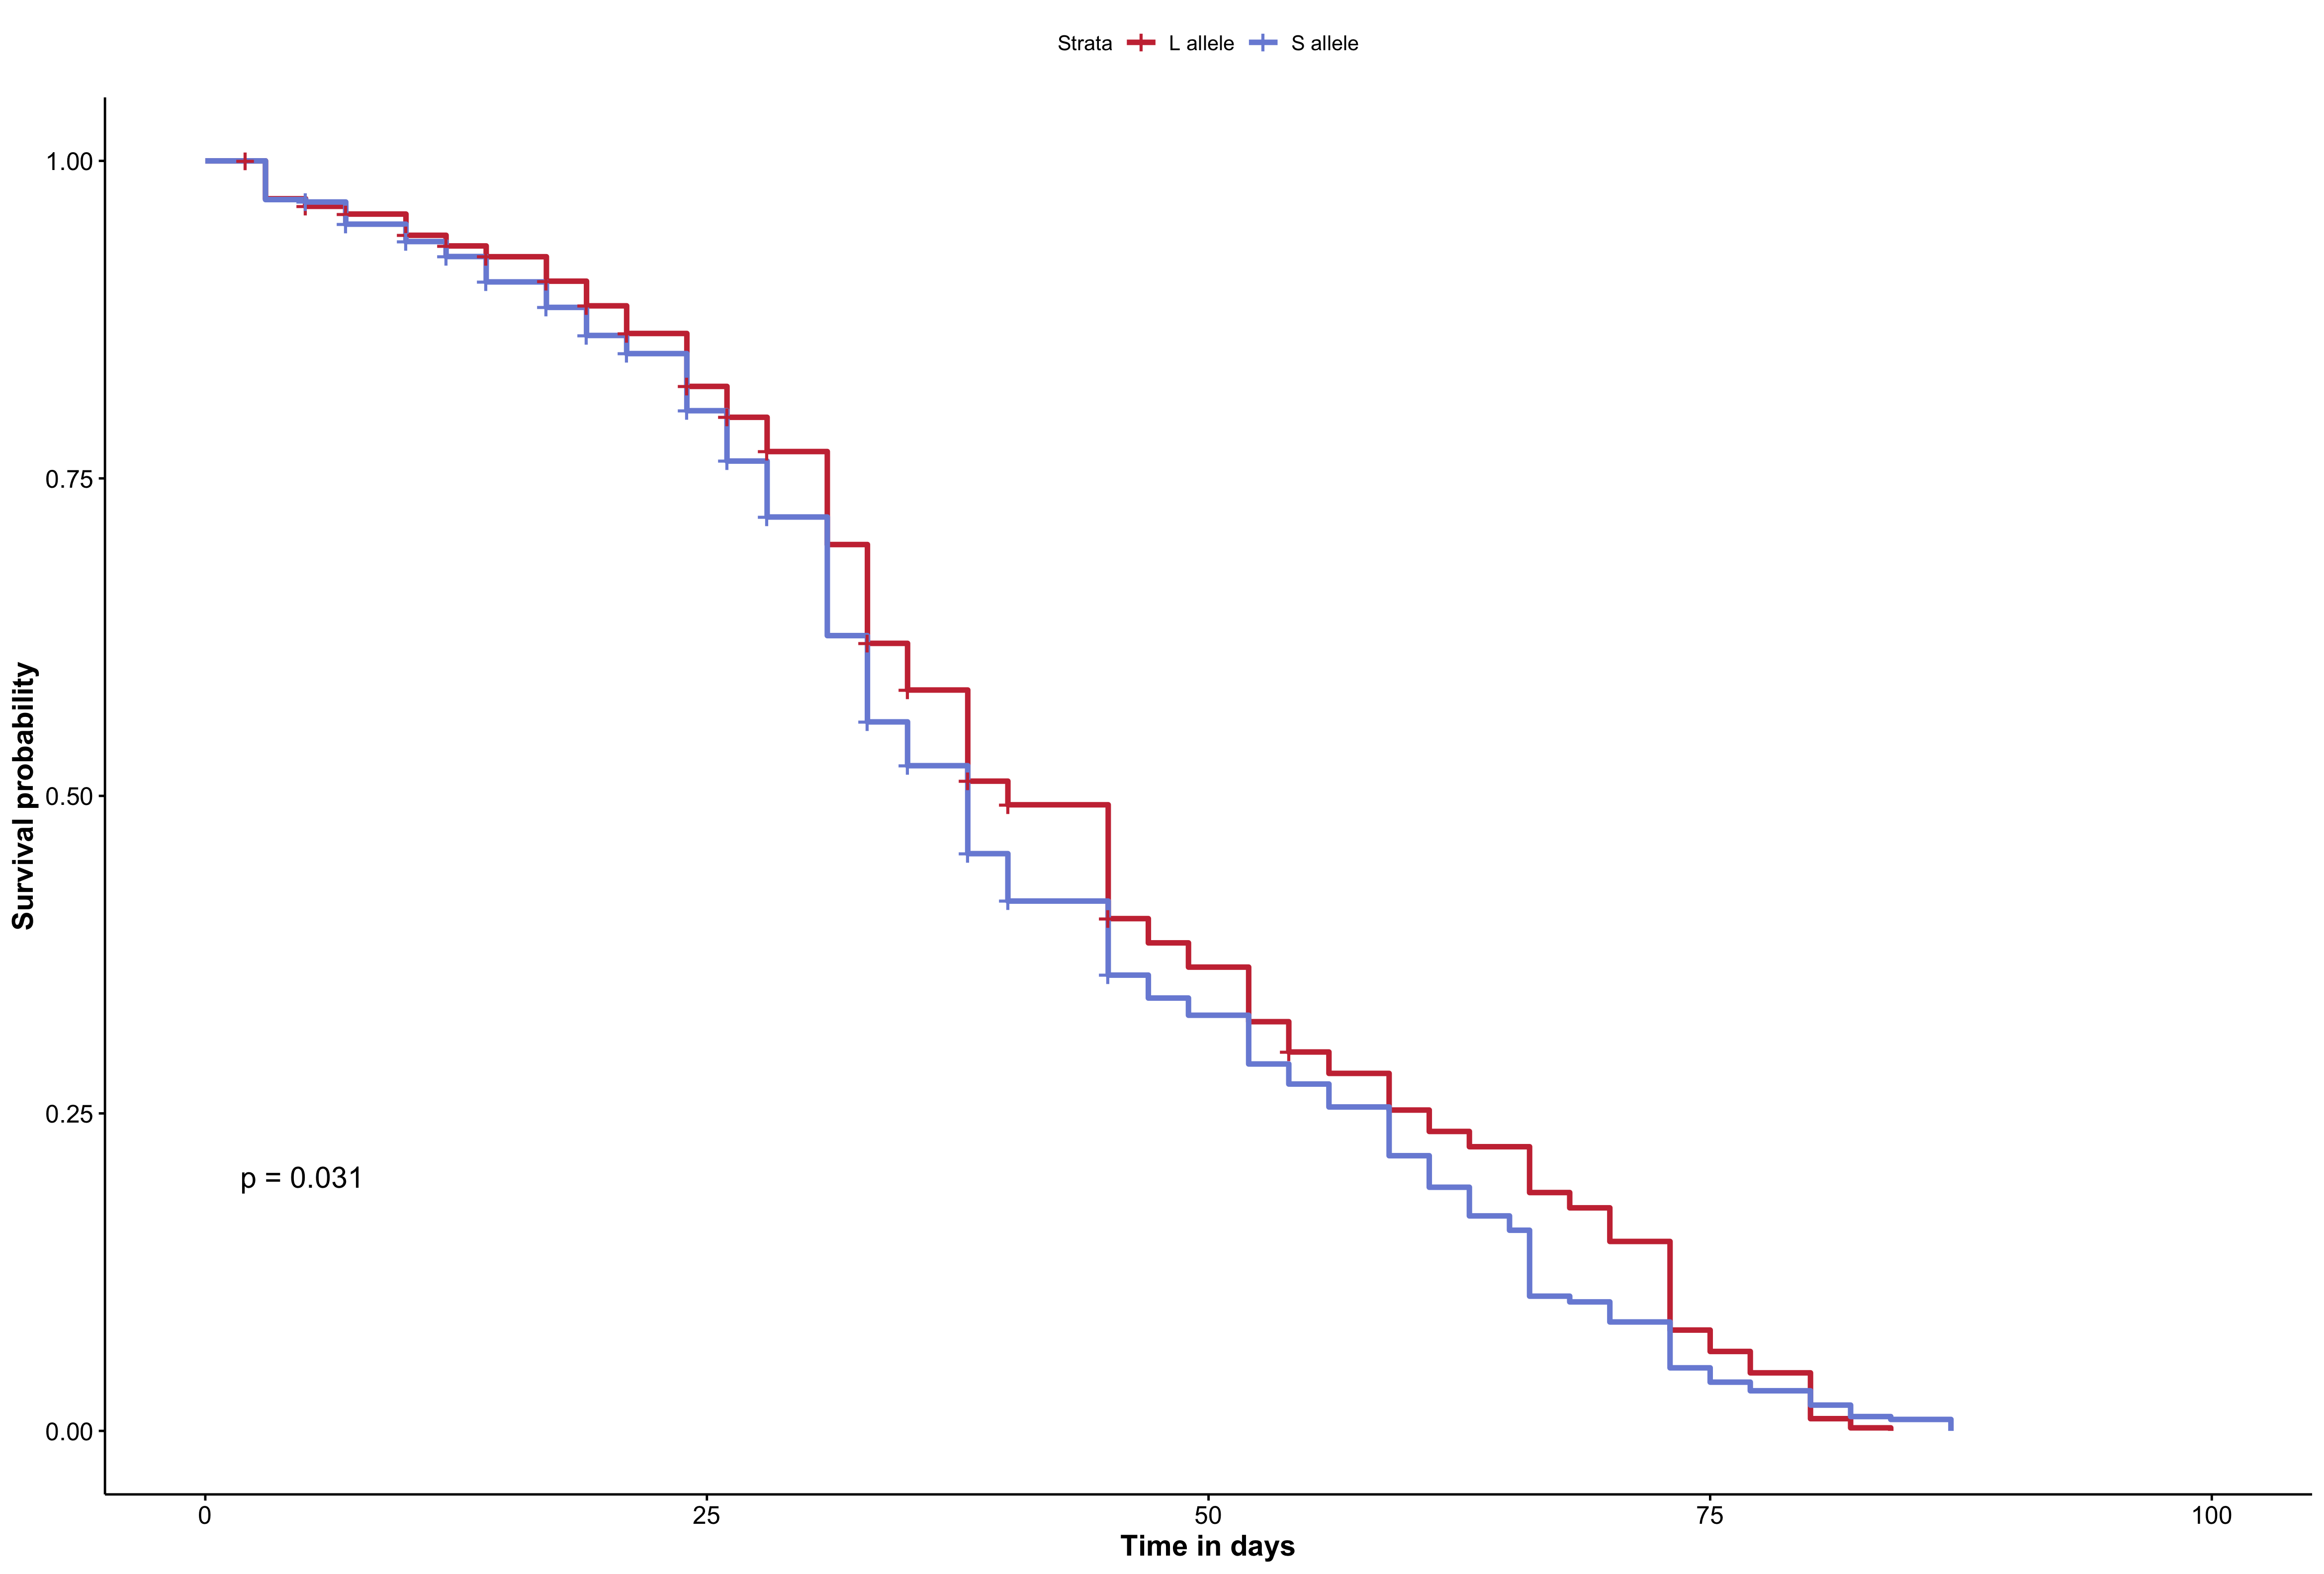 Strata L allele S allele
1.00
0.75
0.50
0.25
0.00
Survival probability
p = 0.031
0 25 50 75 100
Time in days